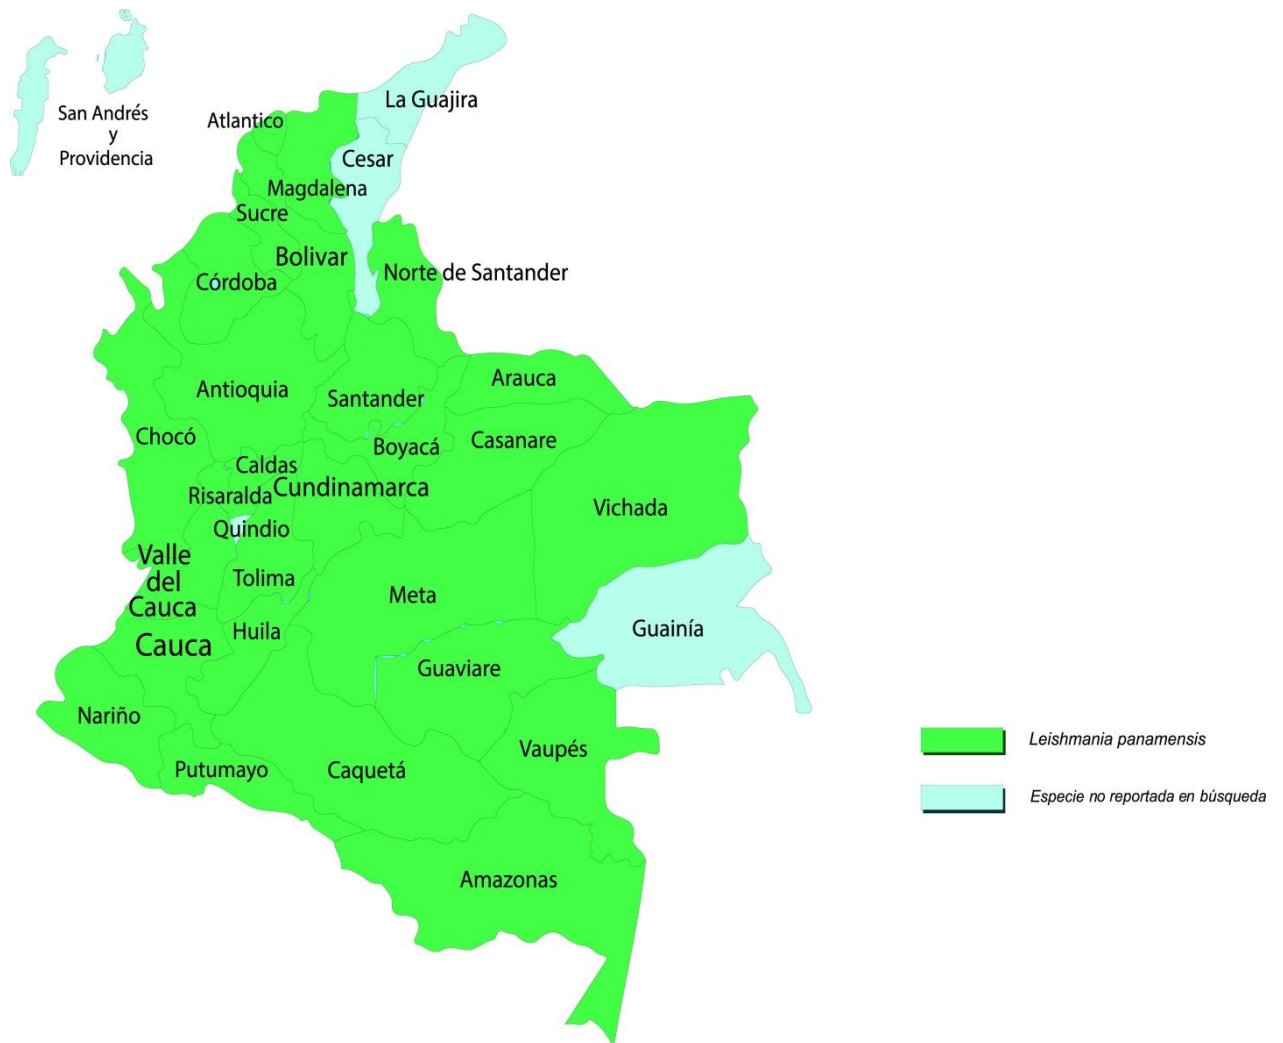 San Andrés
y
Providencia
La Guajira
Atlantico
Cesar
Magdalena
Sucre
Bolivar
Norte de Santander
Córdoba
Arauca
Antioquia
Santander
Chocó
Boyacá
Casanare
Caldas
Risaralda
Cundinamarca
Vichada
Quindio
Valle
del
Cauca
Tolima
Meta
Huila
Guainía
Cauca
Guaviare
Nariño
Vaupés
Putumayo
Caquetá
Amazonas
Leishmania panamensis
Especie no reportada en búsqueda